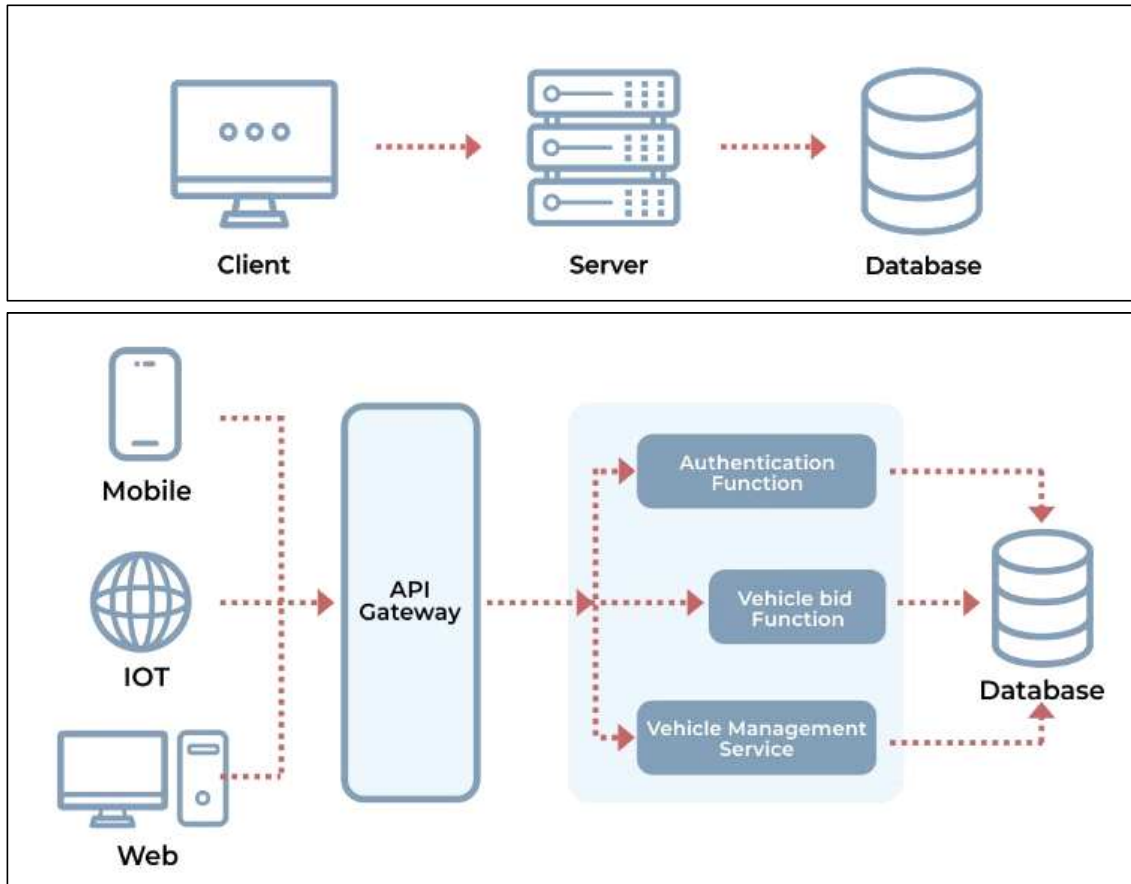 Client
Server
Database
Mobile
IOT
Web
API
Gateway
Authentication
Function
Vehicle bid
Function
Vehicle Management
Service
Database